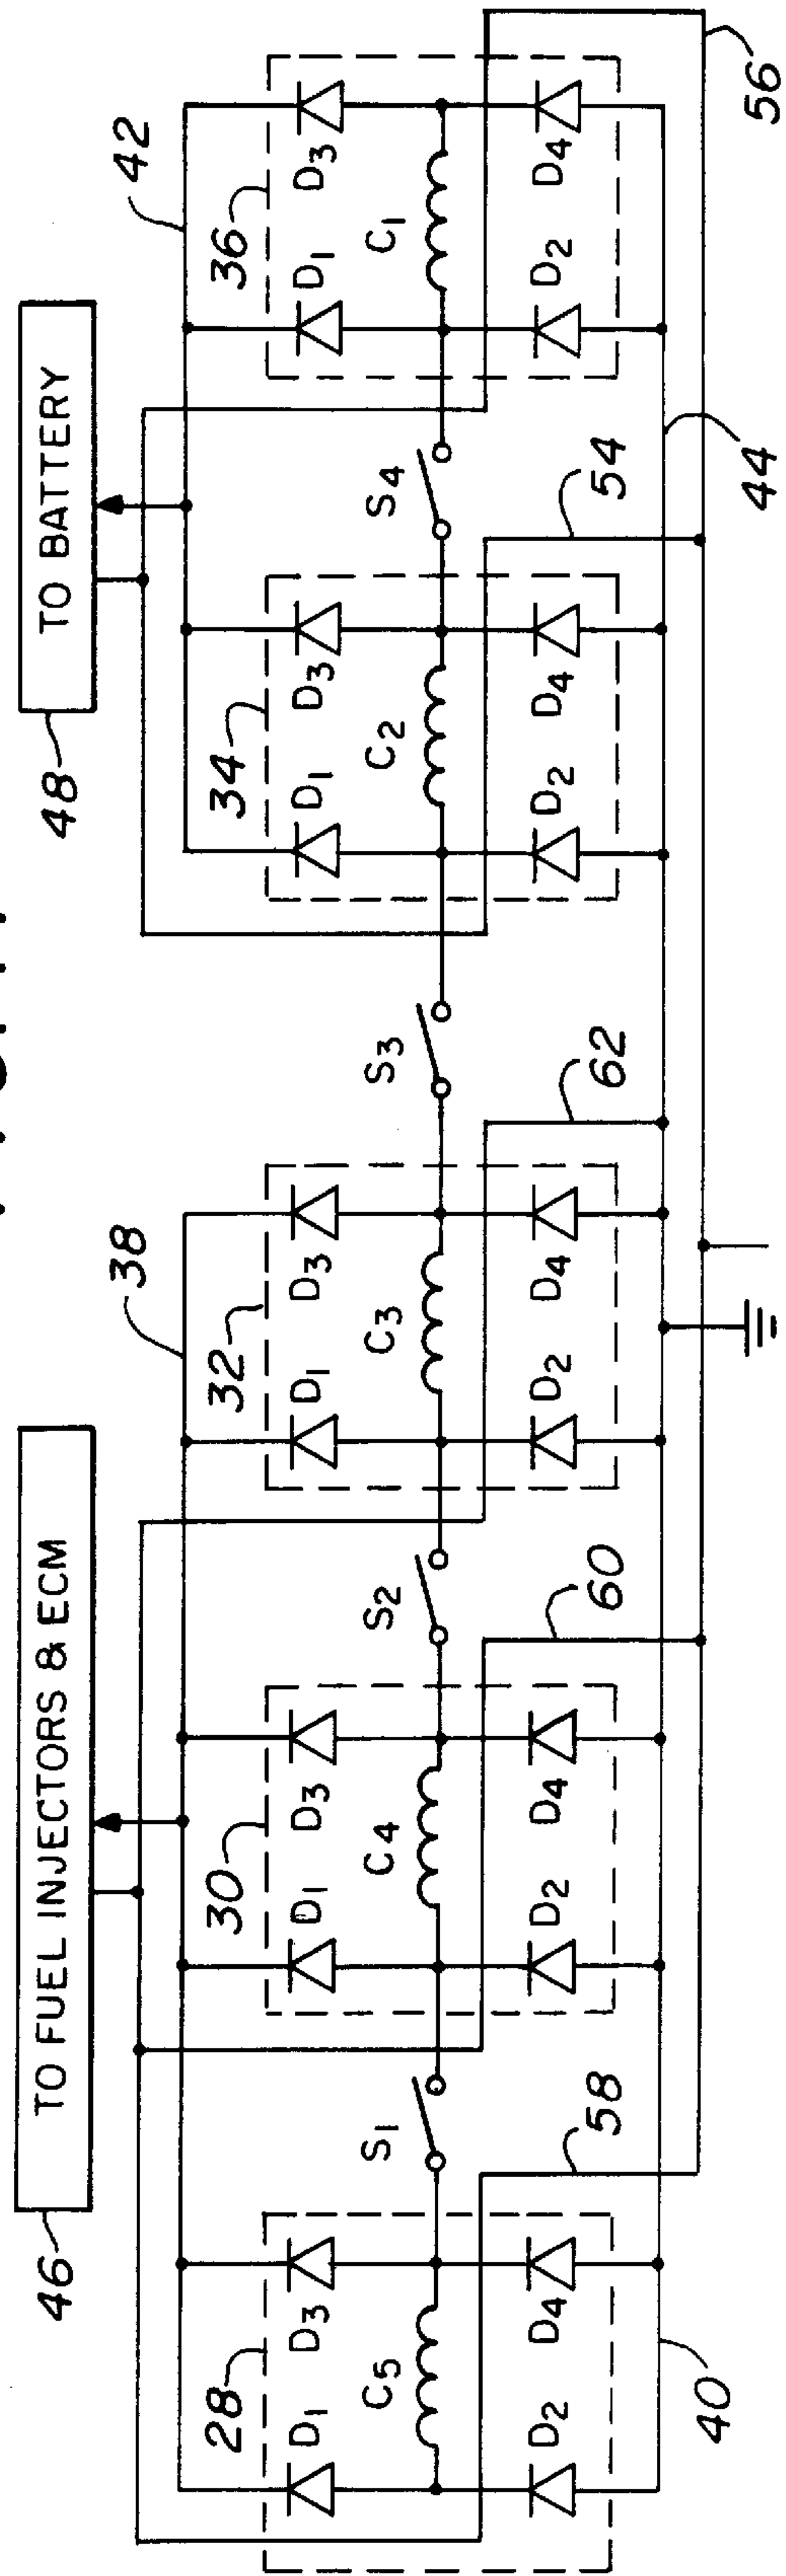 46 TO FUEL INJECTORS & ECM
48 TO BATTERY
38
42
28
30
32
34
36
D1 D3
D1 D3
D1 D3
D1 D3
D1 D3
C5 S1 C4 S2 C3 S3 C2 S4 C1
D2 D4
D2 D4
D2 D4
D2 D4
D2 D4
58
60
62
54
40
44
56